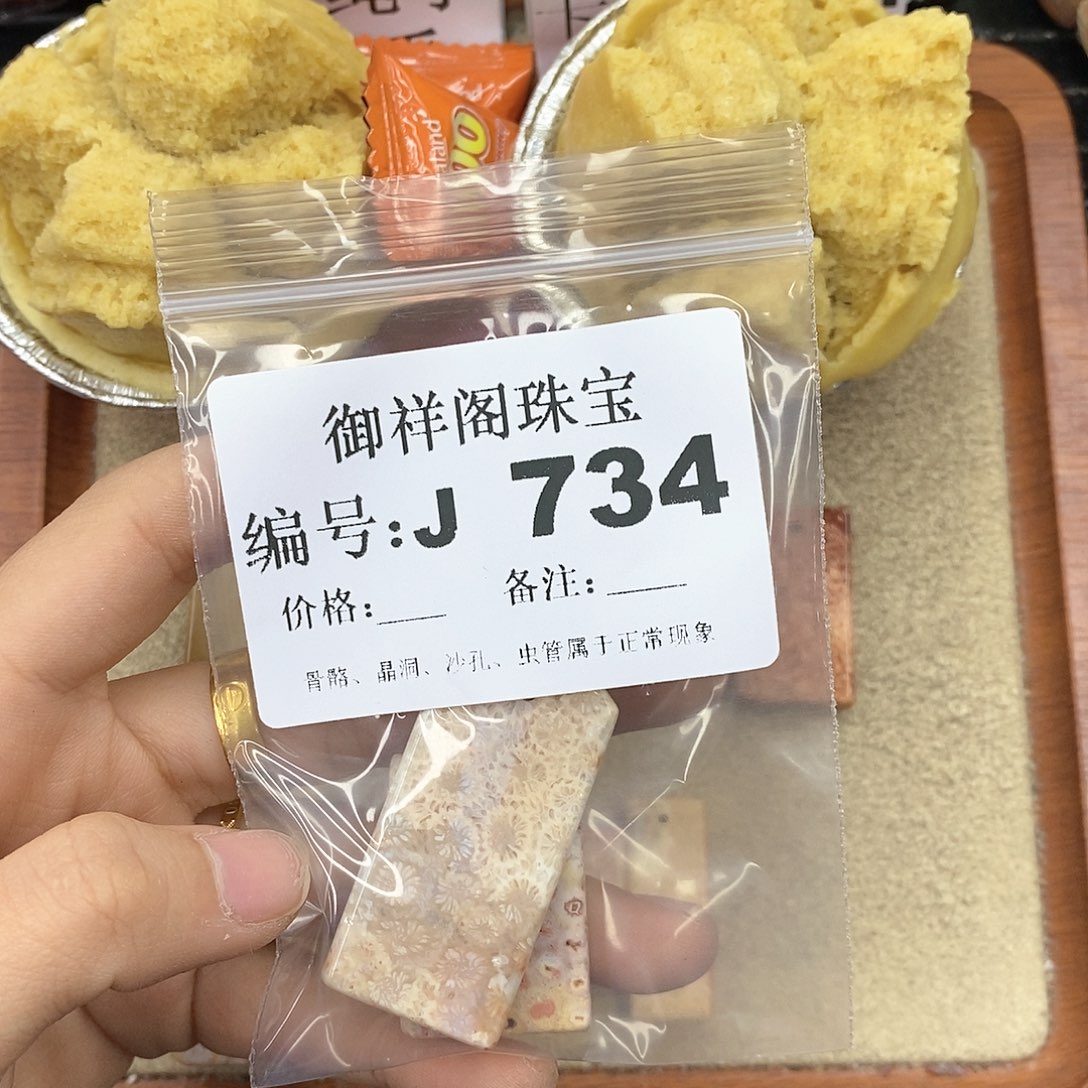 御祥阁珠宝
编号:J 734
价格:___ 备注:____
骨骼、晶洞、沙孔、虫管属于正常现象